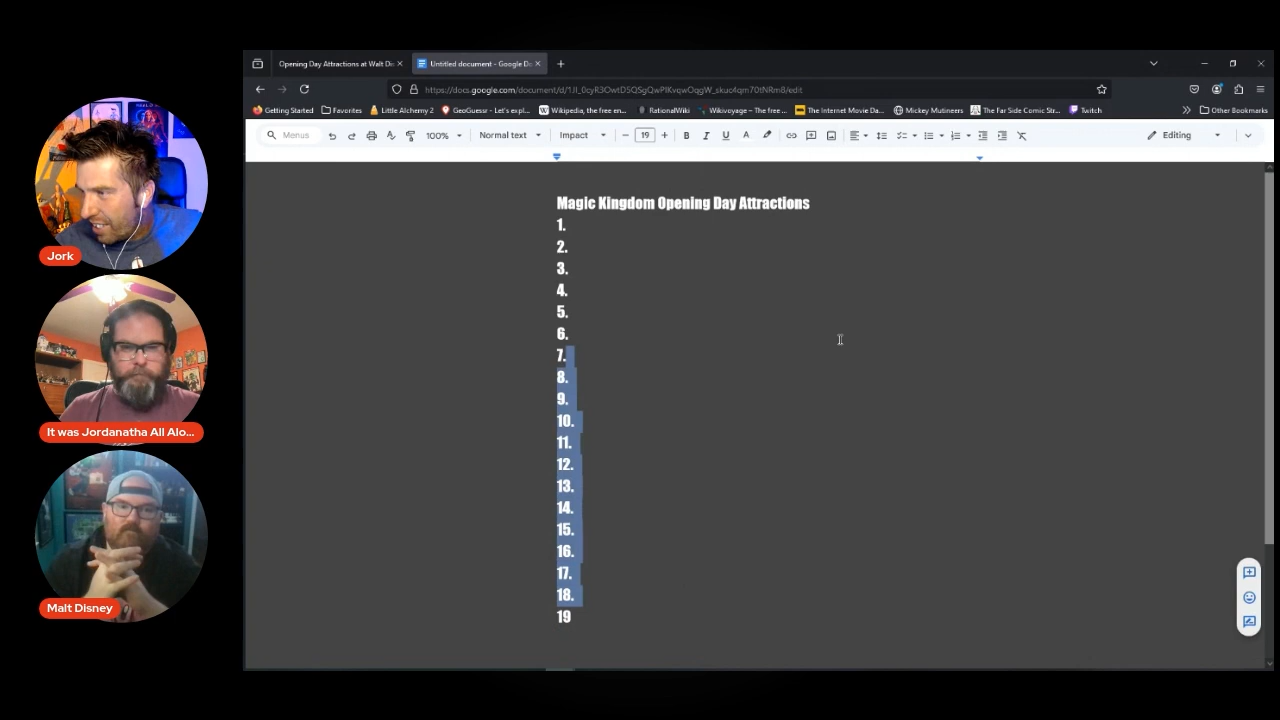 Opening Day Attractions at Walt Dis
Untitled document - Google Do
Getting Started
Favorites
Little Alchemy 2
GeoGuessr - Let's expl...
Wikipedia, the free en...
RationalWiki
Wikivoyage - The free...
The Internet Movie Da...
Mickey Mutineers
The Far Side Comic Str...
Twitch
Other Bookmarks
Menus
100%
Normal text
Impact
19
Editing
Magic Kingdom Opening Day Attractions
1.
2.
3.
4.
5.
6.
7.
8.
9.
10.
11.
12.
13.
14.
15.
16.
17.
18.
19
Jork
It was Jordanatha All Alo...
Malt Disney